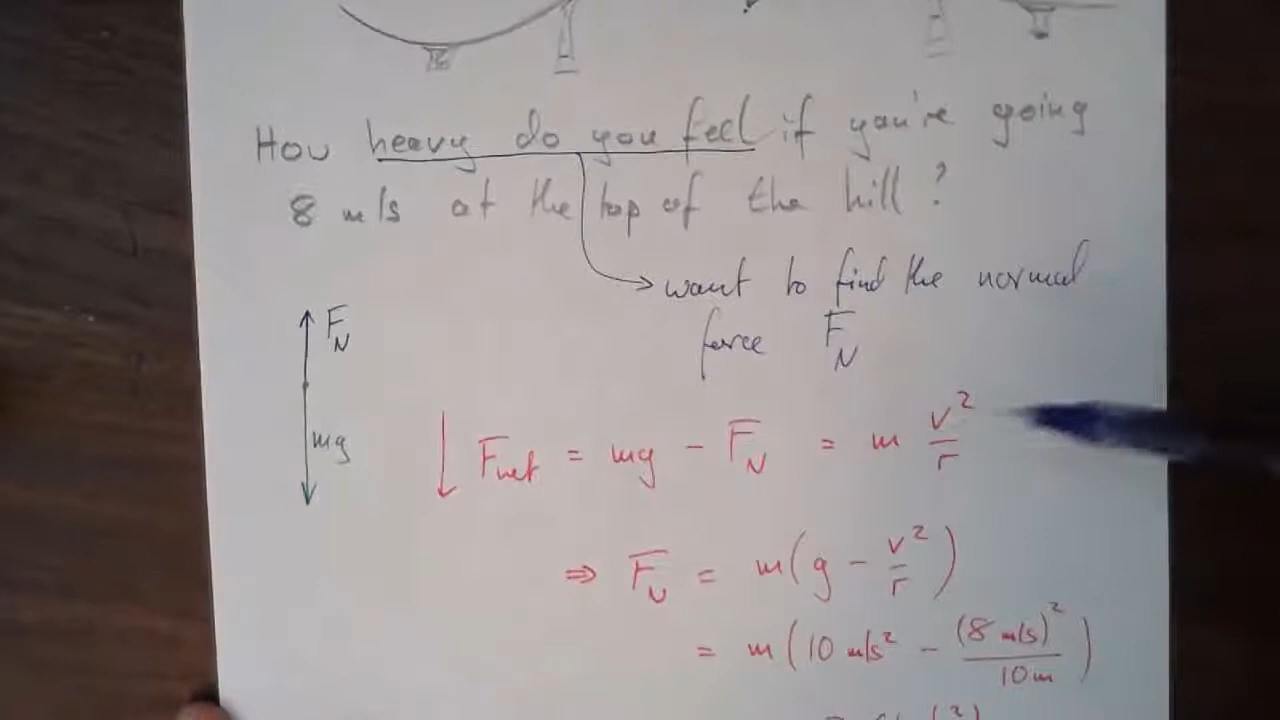 How heavy do you feel if you're going
8 m/s at the top of the hill?
want to find the normal
force F_N
F_N
mg
F_net = mg - F_N = m v²/r
⇒ F_N = m(g - v²/r)
= m(10 m/s² - (8 m/s)²/10m)